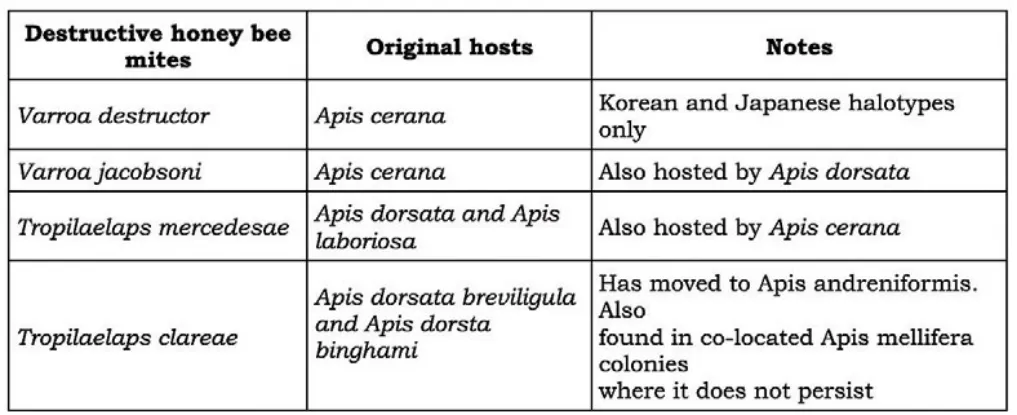 Destructive honey bee
mites
Original hosts
Notes
Varroa destructor
Apis cerana
Korean and Japanese halotypes
only
Varroa jacobsoni
Apis cerana
Also hosted by Apis dorsata
Tropilaelaps mercedesae
Apis dorsata and Apis
laboriosa
Also hosted by Apis cerana
Tropilaelaps clareae
Apis dorsata breviligula
and Apis dorsta
binghami
Has moved to Apis andreniformis.
Also
found in co-located Apis mellifera
colonies
where it does not persist